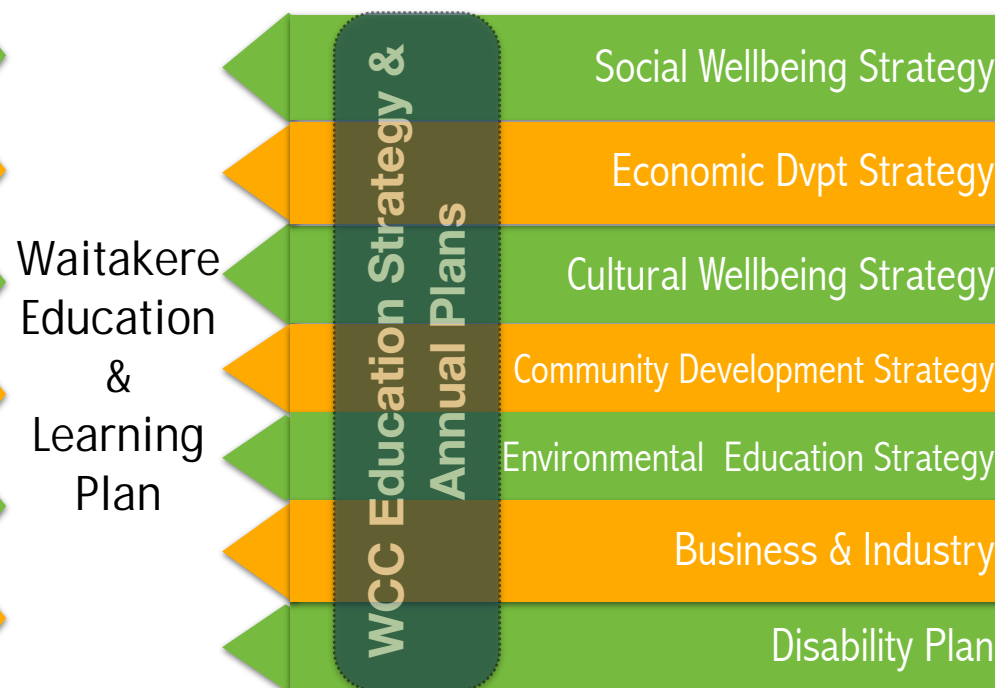 Waitakere
Education
&
Learning
Plan
WCC Education Strategy &
Annual Plans
Social Wellbeing Strategy
Economic Dvpt Strategy
Cultural Wellbeing Strategy
Community Development Strategy
Environmental  Education Strategy
Business & Industry
Disability Plan